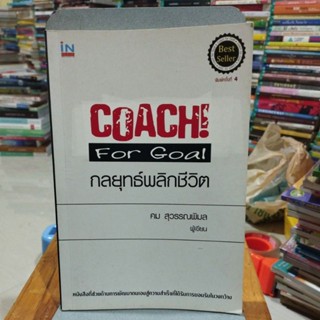 in
Best
Seller
พิมพ์ครั้งที่ 4
COACH!
For Goal
กลยุทธ์พลิกชีวิต
คม สุวรรณพิมล
ผู้เขียน